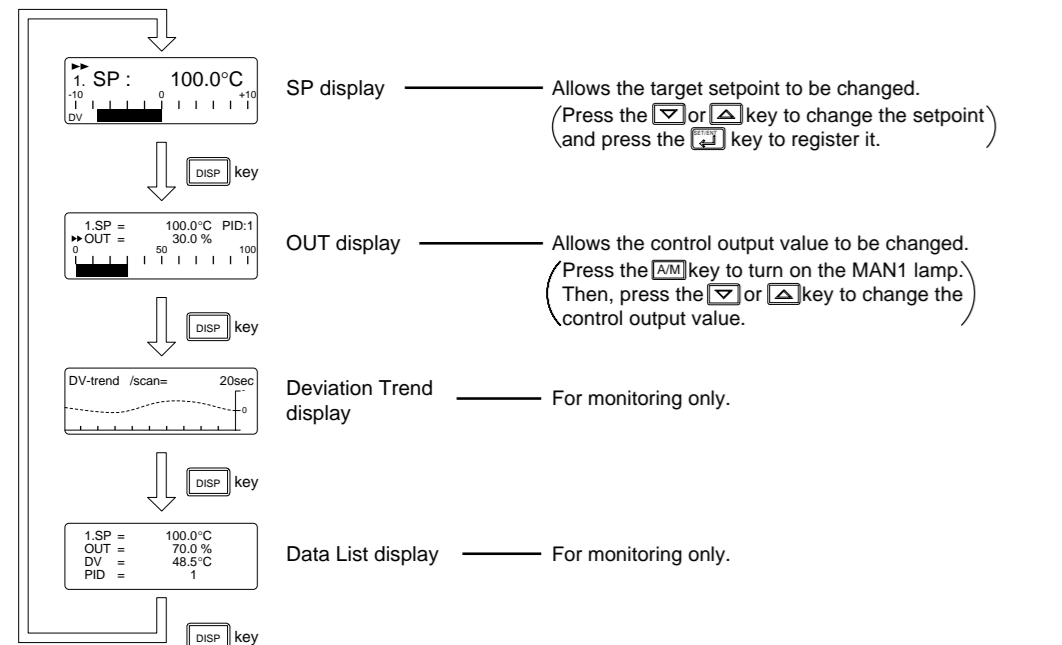 1. SP : 100.0°C
-10 0 +10
DV
SP display
Allows the target setpoint to be changed.
Press the ▽ or △ key to change the setpoint
and press the SET/ENT key to register it.
DISP key
1.SP = 100.0°C PID:1
OUT = 30.0 %
0 50 100
OUT display
Allows the control output value to be changed.
Press the A/M key to turn on the MAN1 lamp.
Then, press the ▽ or △ key to change the
control output value.
DISP key
DV-trend /scan= 20sec
0
Deviation Trend
display
For monitoring only.
DISP key
1.SP = 100.0°C
OUT = 70.0 %
DV = 48.5°C
PID = 1
Data List display
For monitoring only.
DISP key